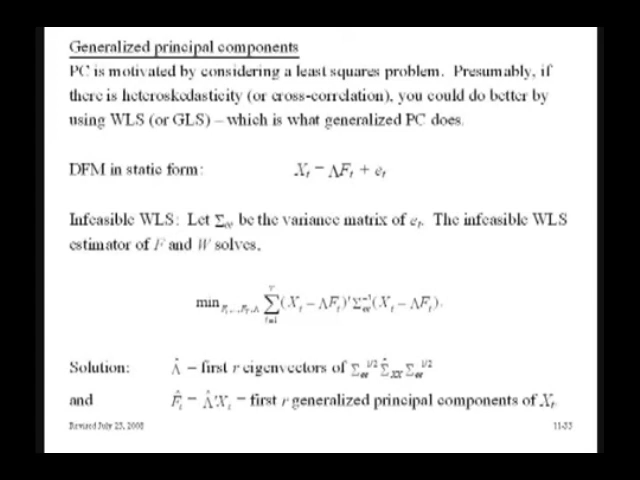 Generalized principal components
PC is motivated by considering a least squares problem. Presumably, if
there is heteroskedasticity (or cross-correlation), you could do better by
using WLS (or GLS) – which is what generalized PC does.
DFM in static form: X_t = ΛF_t + e_t
Infeasible WLS: Let Σ_ee be the variance matrix of e_t. The infeasible WLS
estimator of F and W solves,
min_{F_1,...,F_T,Λ} ∑_{t=1}^{T} (X_t − ΛF_t)′Σ_ee^{-1}(X_t − ΛF_t).
Solution: Λ̂ – first r eigenvectors of Σ_ee^{1/2} Σ̂_XX Σ_ee^{1/2}
and F̂_t = Λ̂′X_t = first r generalized principal components of X_t.
Revised July 23, 2008 11-33